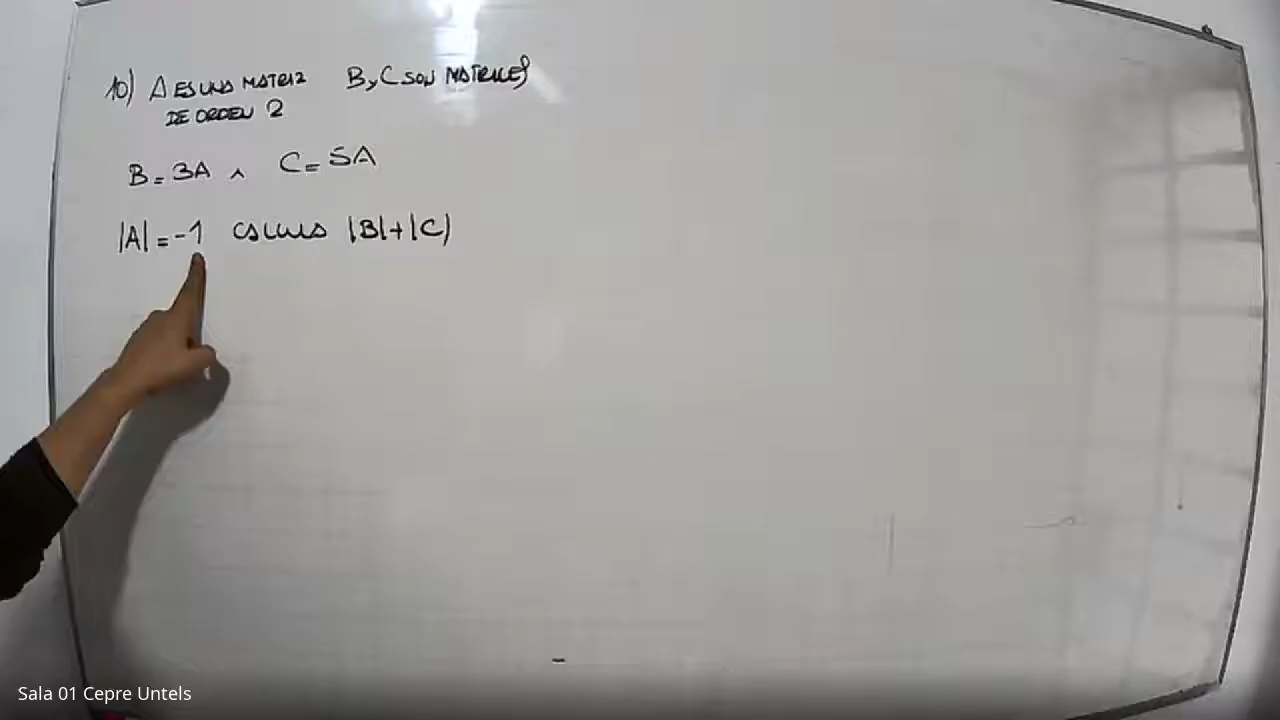 10) A ES UNA MATRIZ B y C SON MATRICES
DE ORDEN 2
B = 3A ∧ C = 5A
|A| = -1 CALCULA |B| + |C|
Sala 01 Cepre Untels